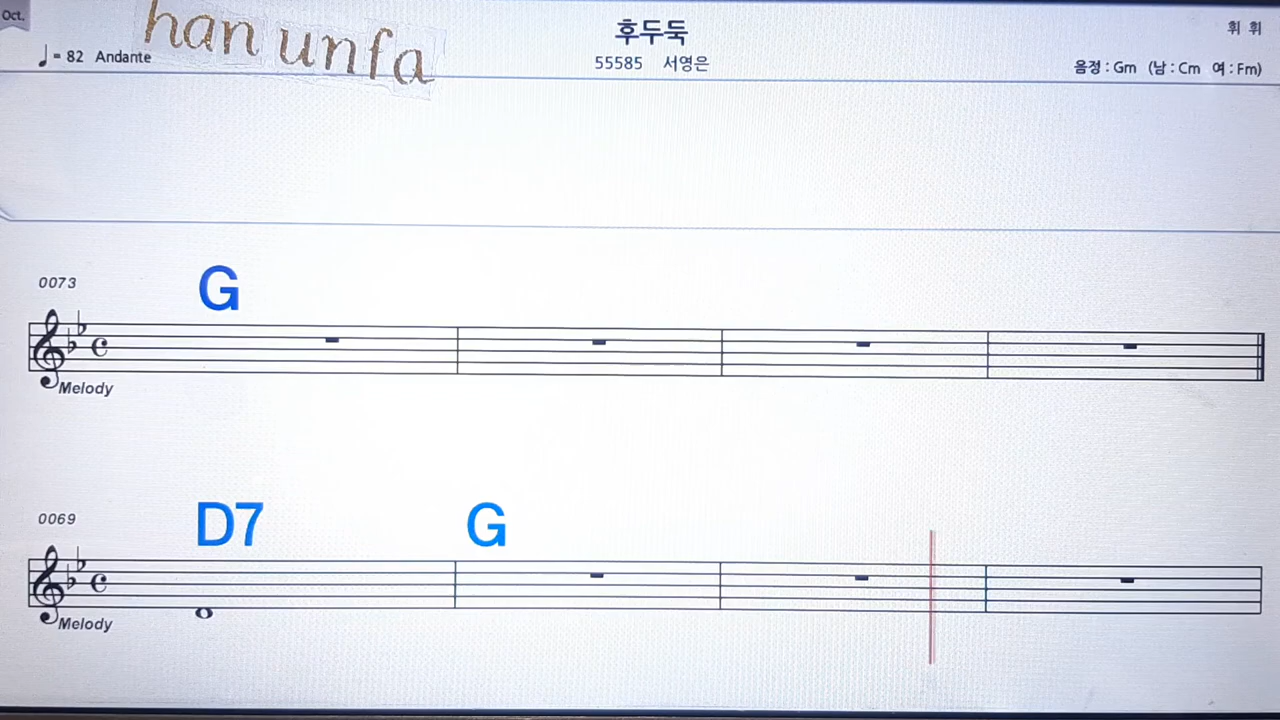 Oct.
han unfa
후두둑
휘 휘
♩= 82 Andante
55585 서영은
음정 : Gm (남 : Cm 여 : Fm)
0073
G
Melody
0069
D7 G
Melody